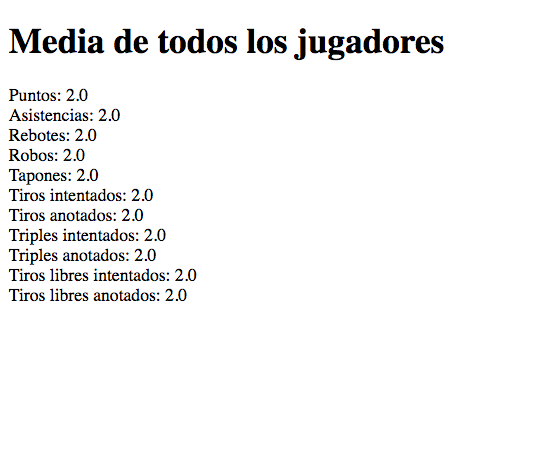 Media de todos los jugadores
Puntos: 2.0
Asistencias: 2.0
Rebotes: 2.0
Robos: 2.0
Tapones: 2.0
Tiros intentados: 2.0
Tiros anotados: 2.0
Triples intentados: 2.0
Triples anotados: 2.0
Tiros libres intentados: 2.0
Tiros libres anotados: 2.0